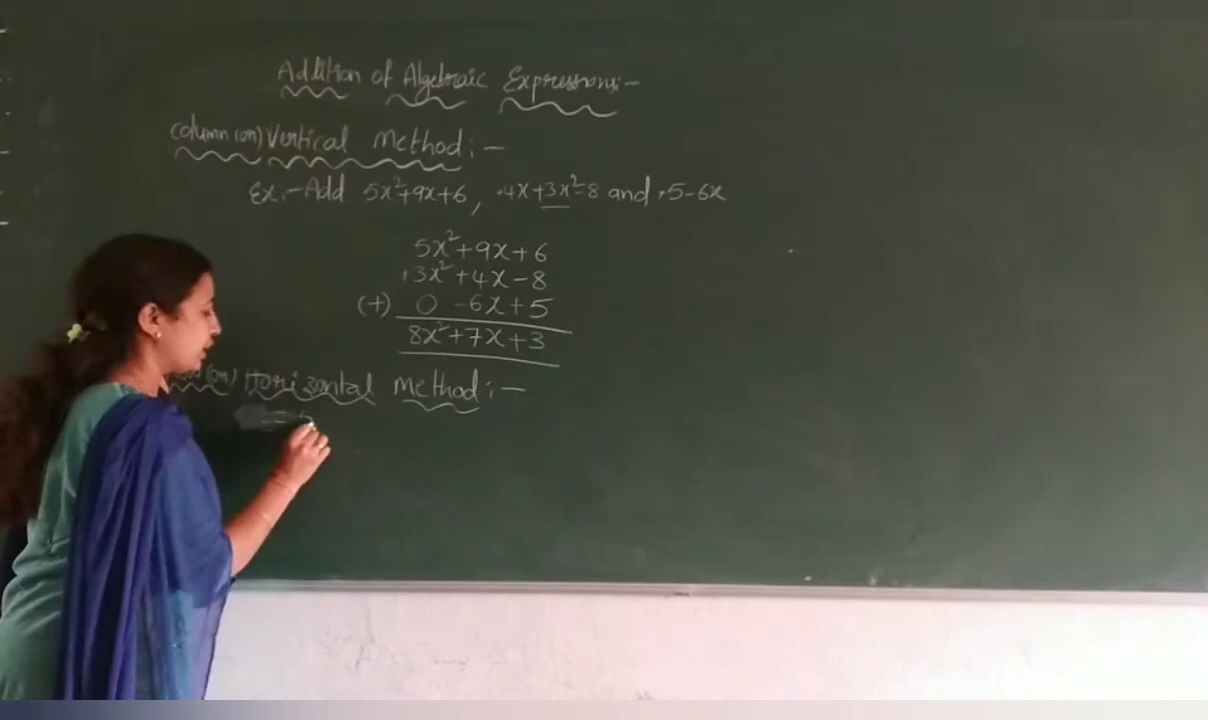 Addition of Algebraic Expressions:-
Column (or) Vertical Method:-
Ex:-Add 5x²+9x+6, +4x+3x²-8 and +5-6x
5x²+9x+6
+3x²+4x-8
(+) 0 -6x+5
8x²+7x+3
(or) Horizontal Method:-